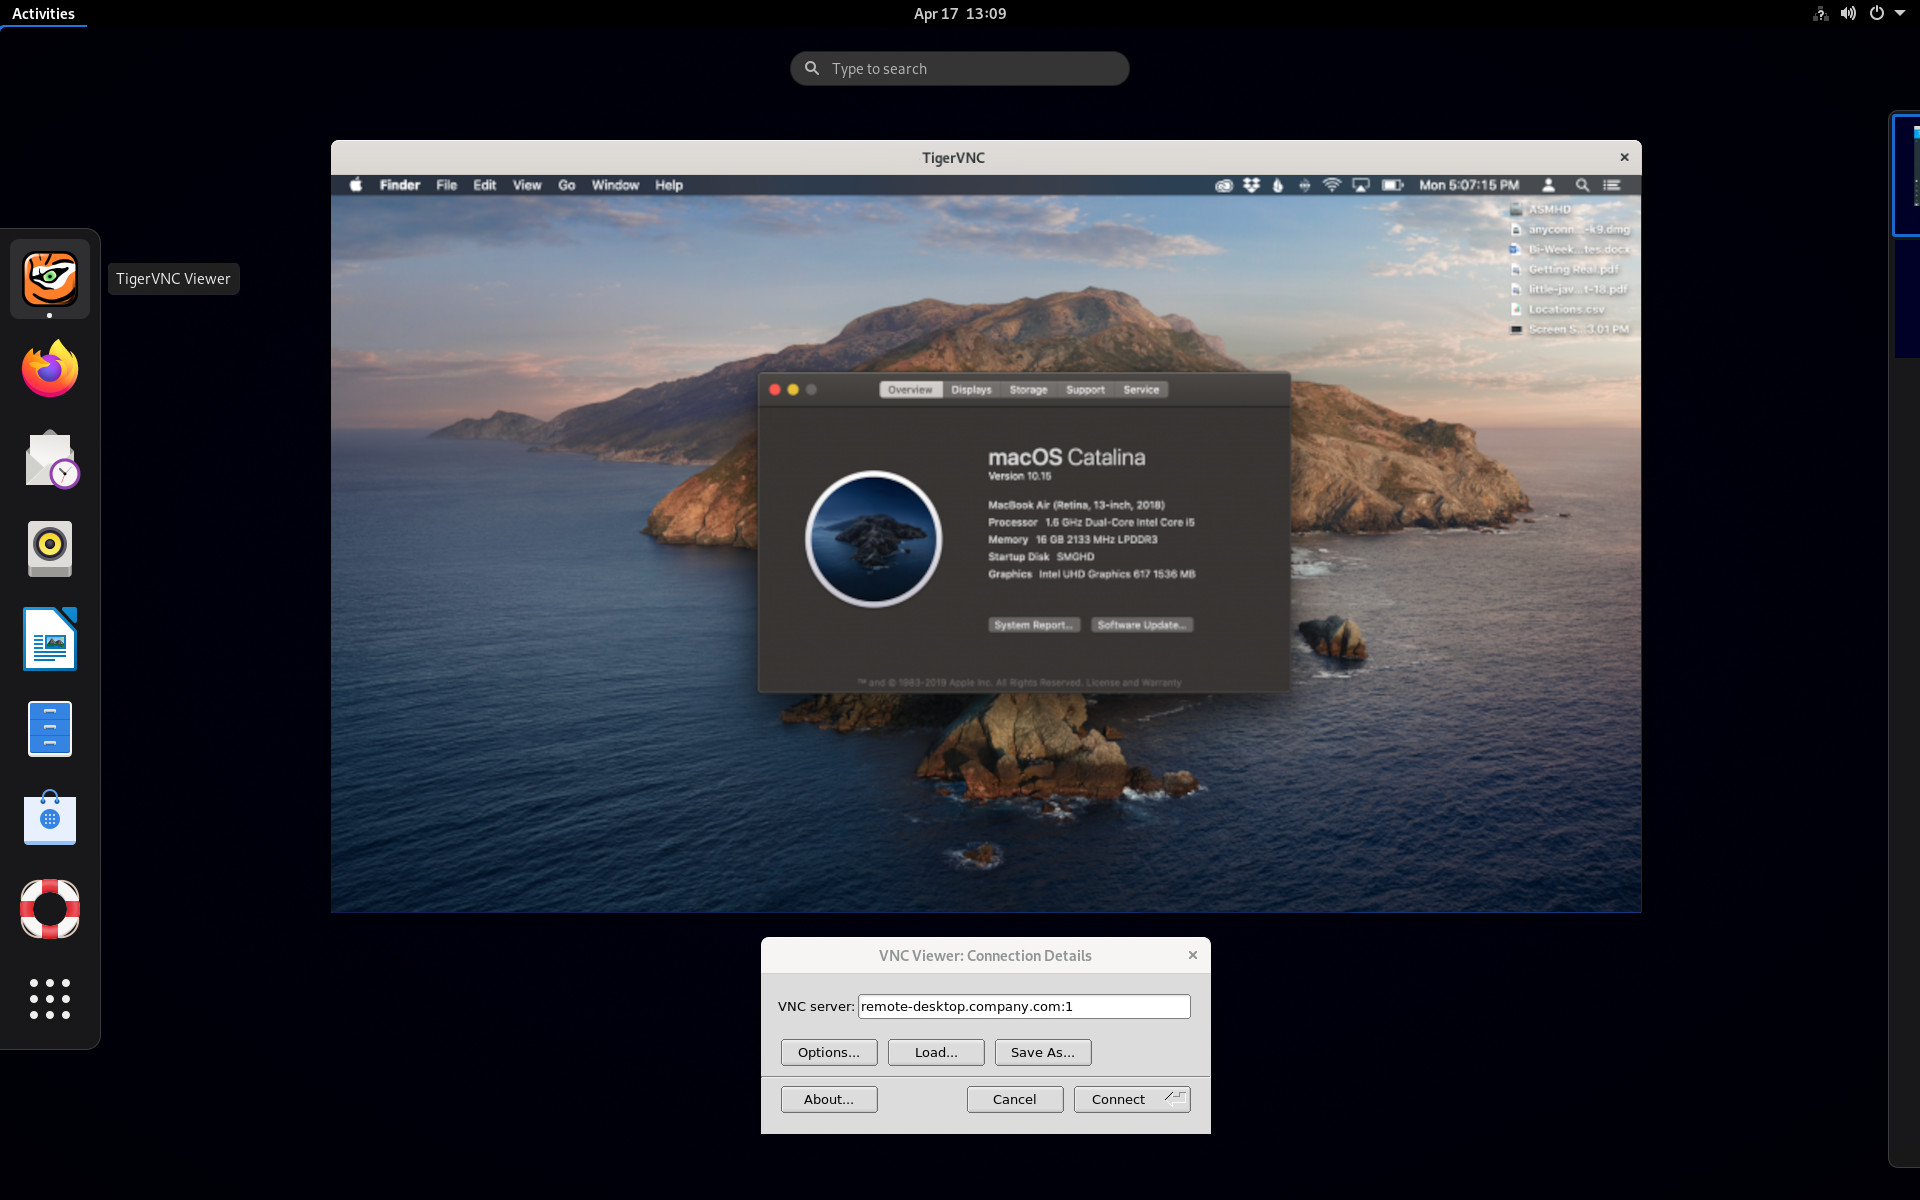 Activities
Apr 17 13:09
Type to search
TigerVNC
Finder File Edit View Go Window Help
Mon 5:07:15 PM
ASMHD
anyconn...-k9.dmg
Bi-Week...tes.docx
Getting Real.pdf
little-jav...t-18.pdf
Locations.csv
Screen S...3.01 PM
TigerVNC Viewer
Overview Displays Storage Support Service
macOS Catalina
Version 10.15
MacBook Air (Retina, 13-inch, 2018)
Processor 1.6 GHz Dual-Core Intel Core i5
Memory 16 GB 2133 MHz LPDDR3
Startup Disk SMGHD
Graphics Intel UHD Graphics 617 1536 MB
System Report... Software Update...
™ and © 1983-2019 Apple Inc. All Rights Reserved. License and Warranty
VNC Viewer: Connection Details
VNC server: remote-desktop.company.com:1
Options... Load... Save As...
About... Cancel Connect